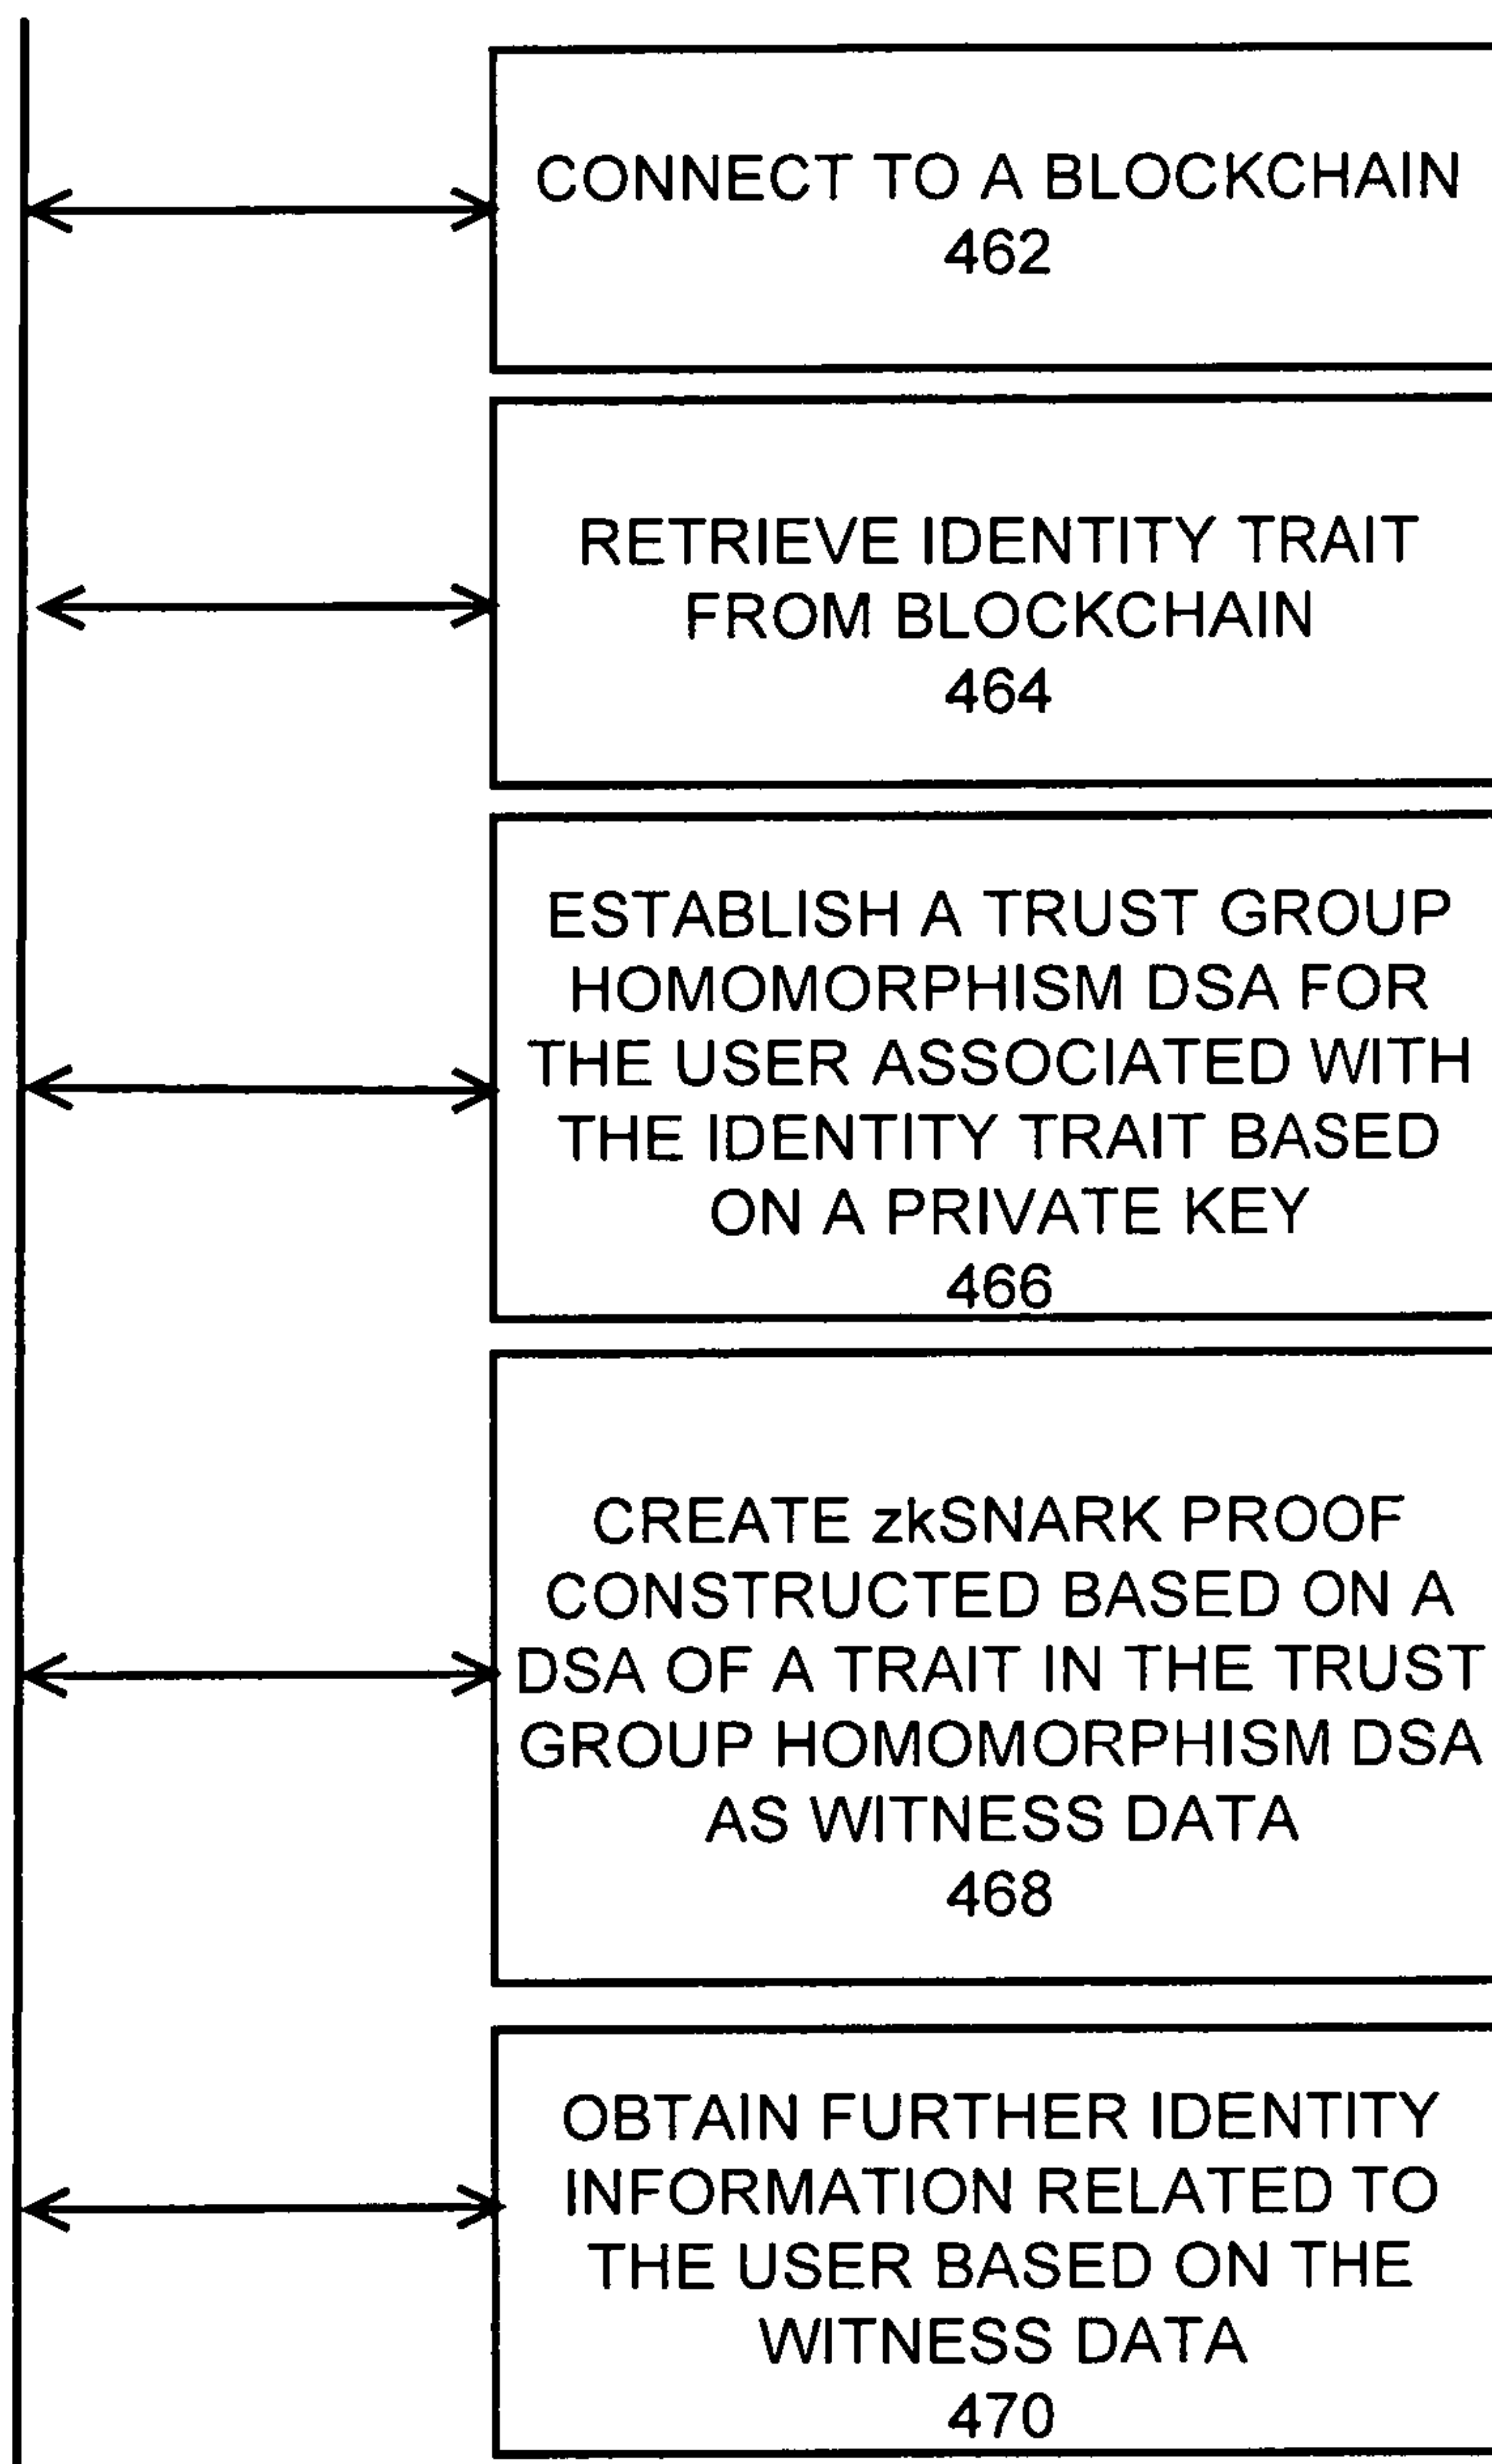 CONNECT TO A BLOCKCHAIN
462
RETRIEVE IDENTITY TRAIT
FROM BLOCKCHAIN
464
ESTABLISH A TRUST GROUP
HOMOMORPHISM DSA FOR
THE USER ASSOCIATED WITH
THE IDENTITY TRAIT BASED
ON A PRIVATE KEY
466
CREATE zkSNARK PROOF
CONSTRUCTED BASED ON A
DSA OF A TRAIT IN THE TRUST
GROUP HOMOMORPHISM DSA
AS WITNESS DATA
468
OBTAIN FURTHER IDENTITY
INFORMATION RELATED TO
THE USER BASED ON THE
WITNESS DATA
470